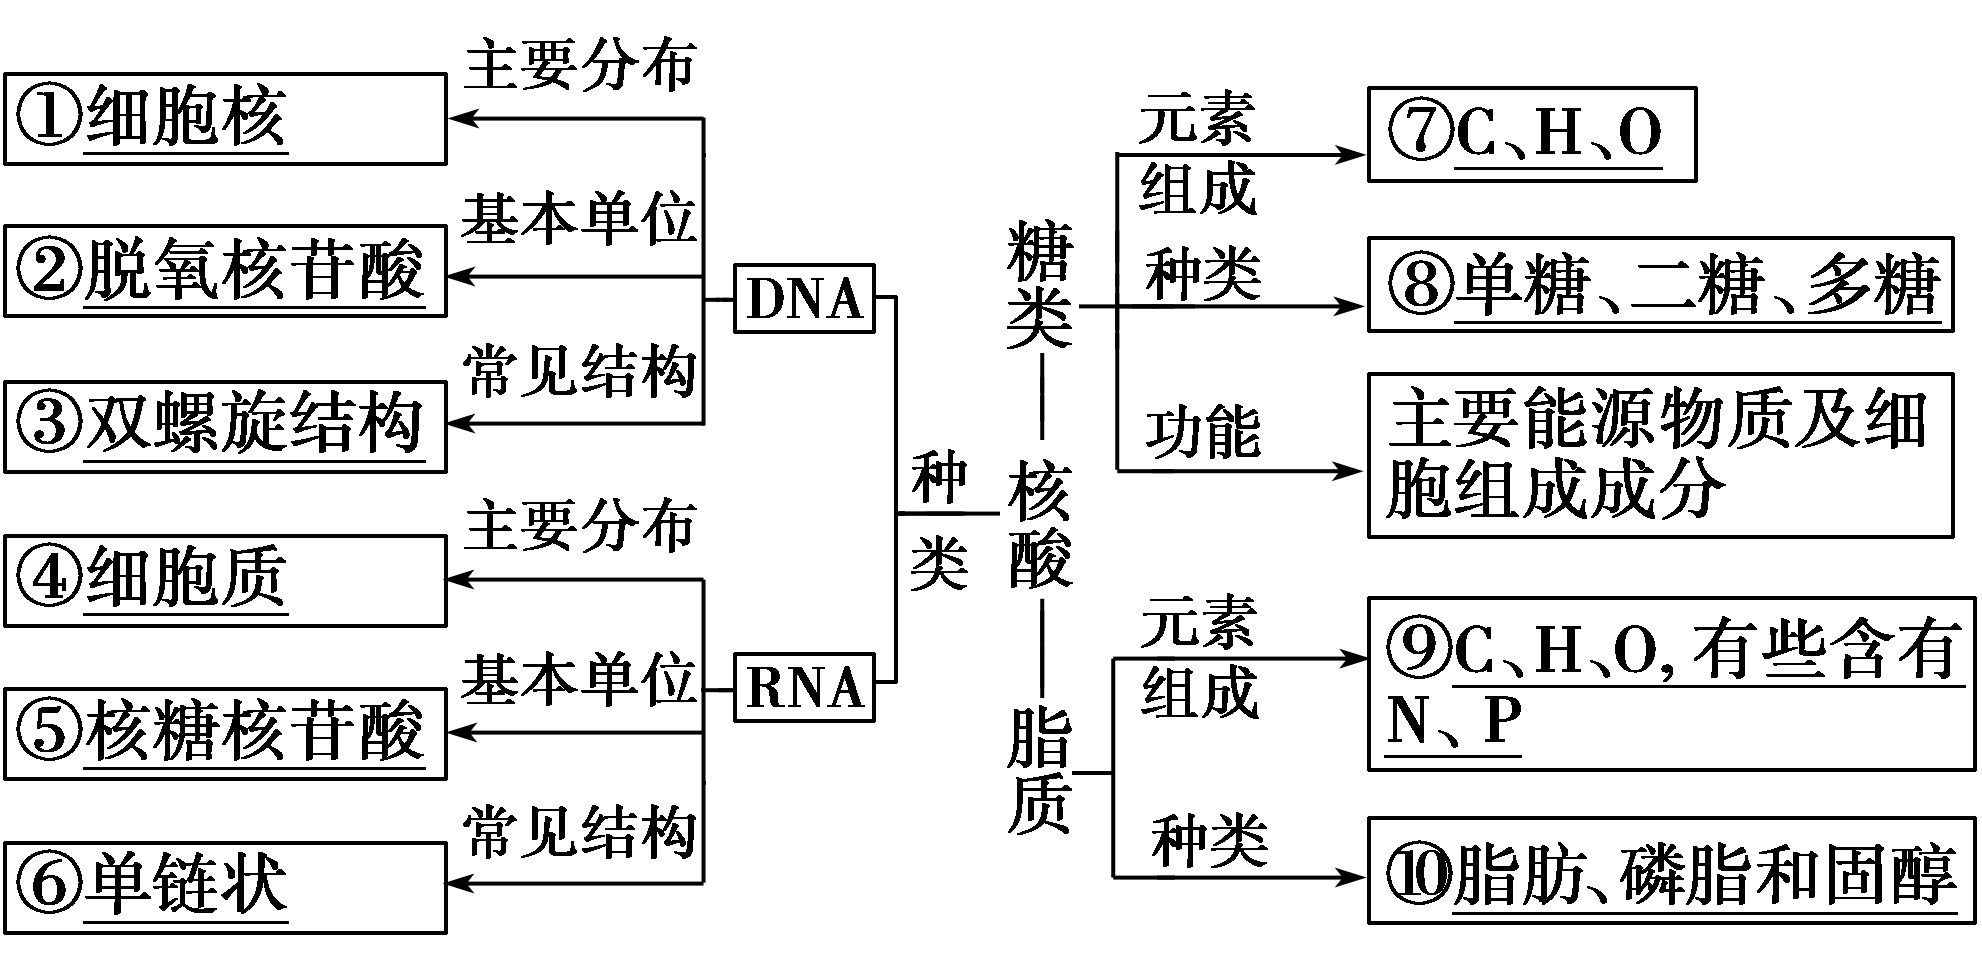 主要分布
①细胞核
基本单位
②脱氧核苷酸
DNA
常见结构
③双螺旋结构
主要分布
④细胞质
基本单位
⑤核糖核苷酸
RNA
常见结构
⑥单链状
种
类
糖类
核酸
脂质
元素
组成
⑦C、H、O
种类
⑧单糖、二糖、多糖
功能
主要能源物质及细
胞组成成分
元素
组成
⑨C、H、O,有些含有
N、P
种类
⑩脂肪、磷脂和固醇